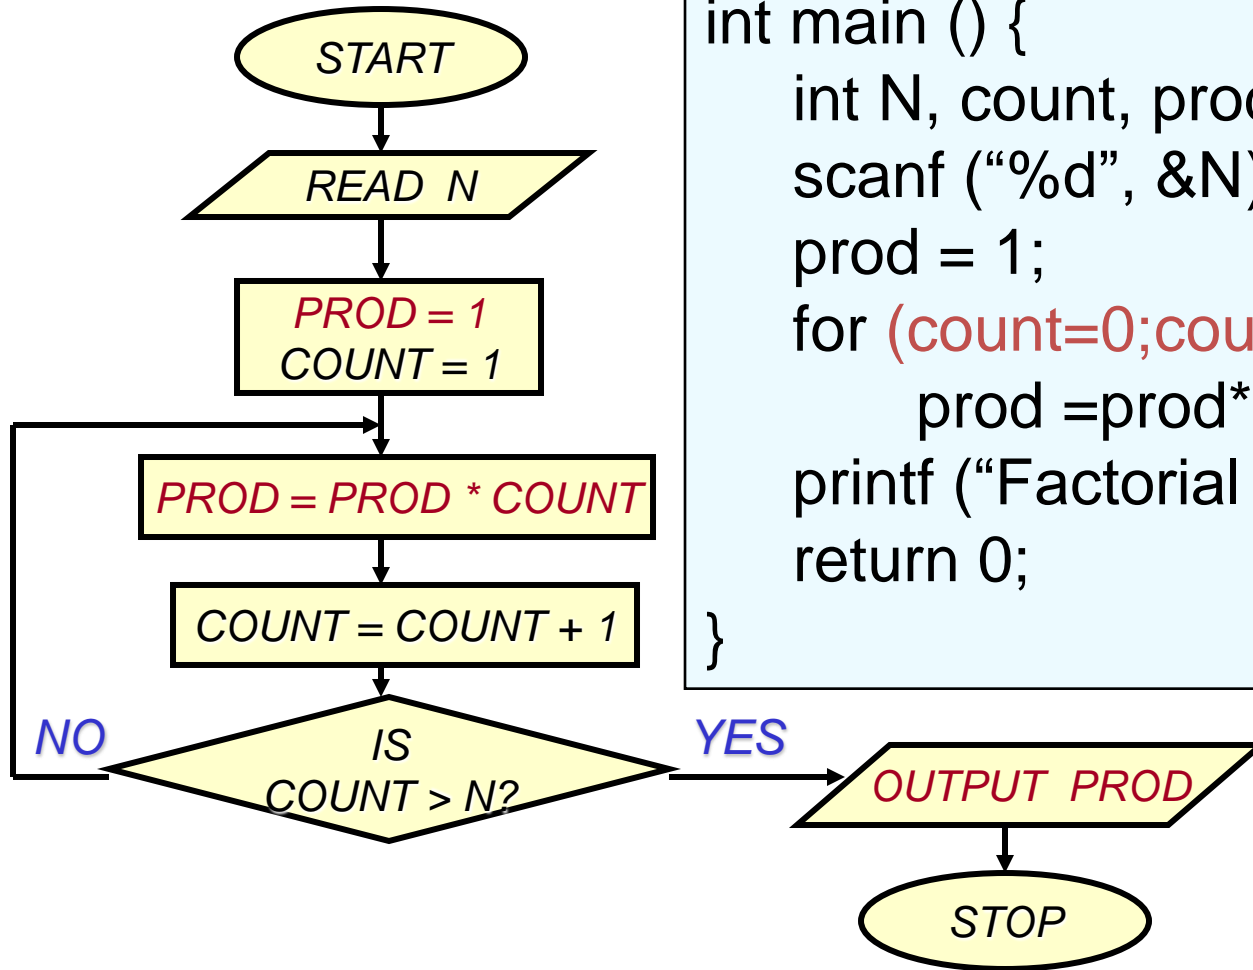 START
READ N
PROD = 1
COUNT = 1
PROD = PROD * COUNT
COUNT = COUNT + 1
IS
COUNT > N?
NO
YES
OUTPUT PROD
STOP
int main () {
int N, count, pro
scanf (“%d”, &N)
prod = 1;
for (count=0;cou
prod =prod*
printf (“Factorial
return 0;
}